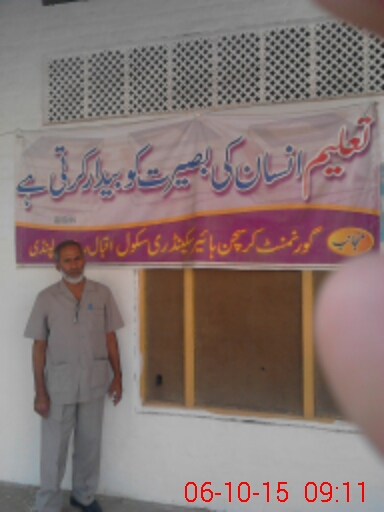 تعلیم انسان کی بصیرت کو بیدار کرتی ہے
منجانب گورنمنٹ کرسچن ہائیر سیکنڈری سکول اقبال
06-10-15 09:11